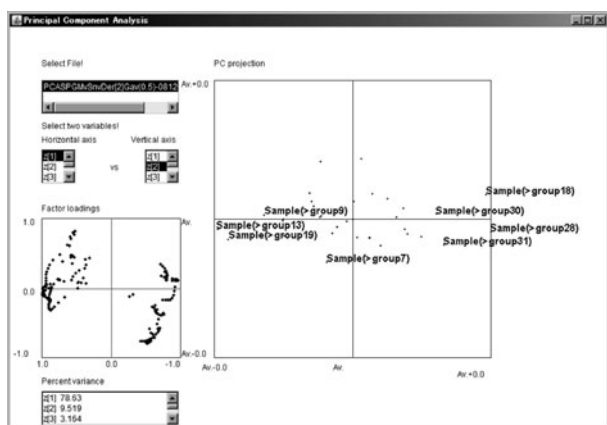 Principal Component Analysis
Select File!
PCASPGMvSnvDer(2)Gav(0.5)-0812
Select two variables!
Horizontal axis
Vertical axis
z[1]
z[2]
z[3]
vs
z[1]
z[2]
z[3]
Factor loadings
1.0
0.0
-1.0
1.0
0.0
-1.0
Percent variance
z[1] 78.63
z[2] 9.519
z[3] 3.164
PC projection
Av.+0.0
Av.
Av.-0.0
Sample(>group18)
Sample(>group9)
Sample(>group30)
Sample(>group13)
Sample(>group28)
Sample(>group19)
Sample(>group31)
Sample(>group7)
Av.-0.0
Av.
Av.+0.0